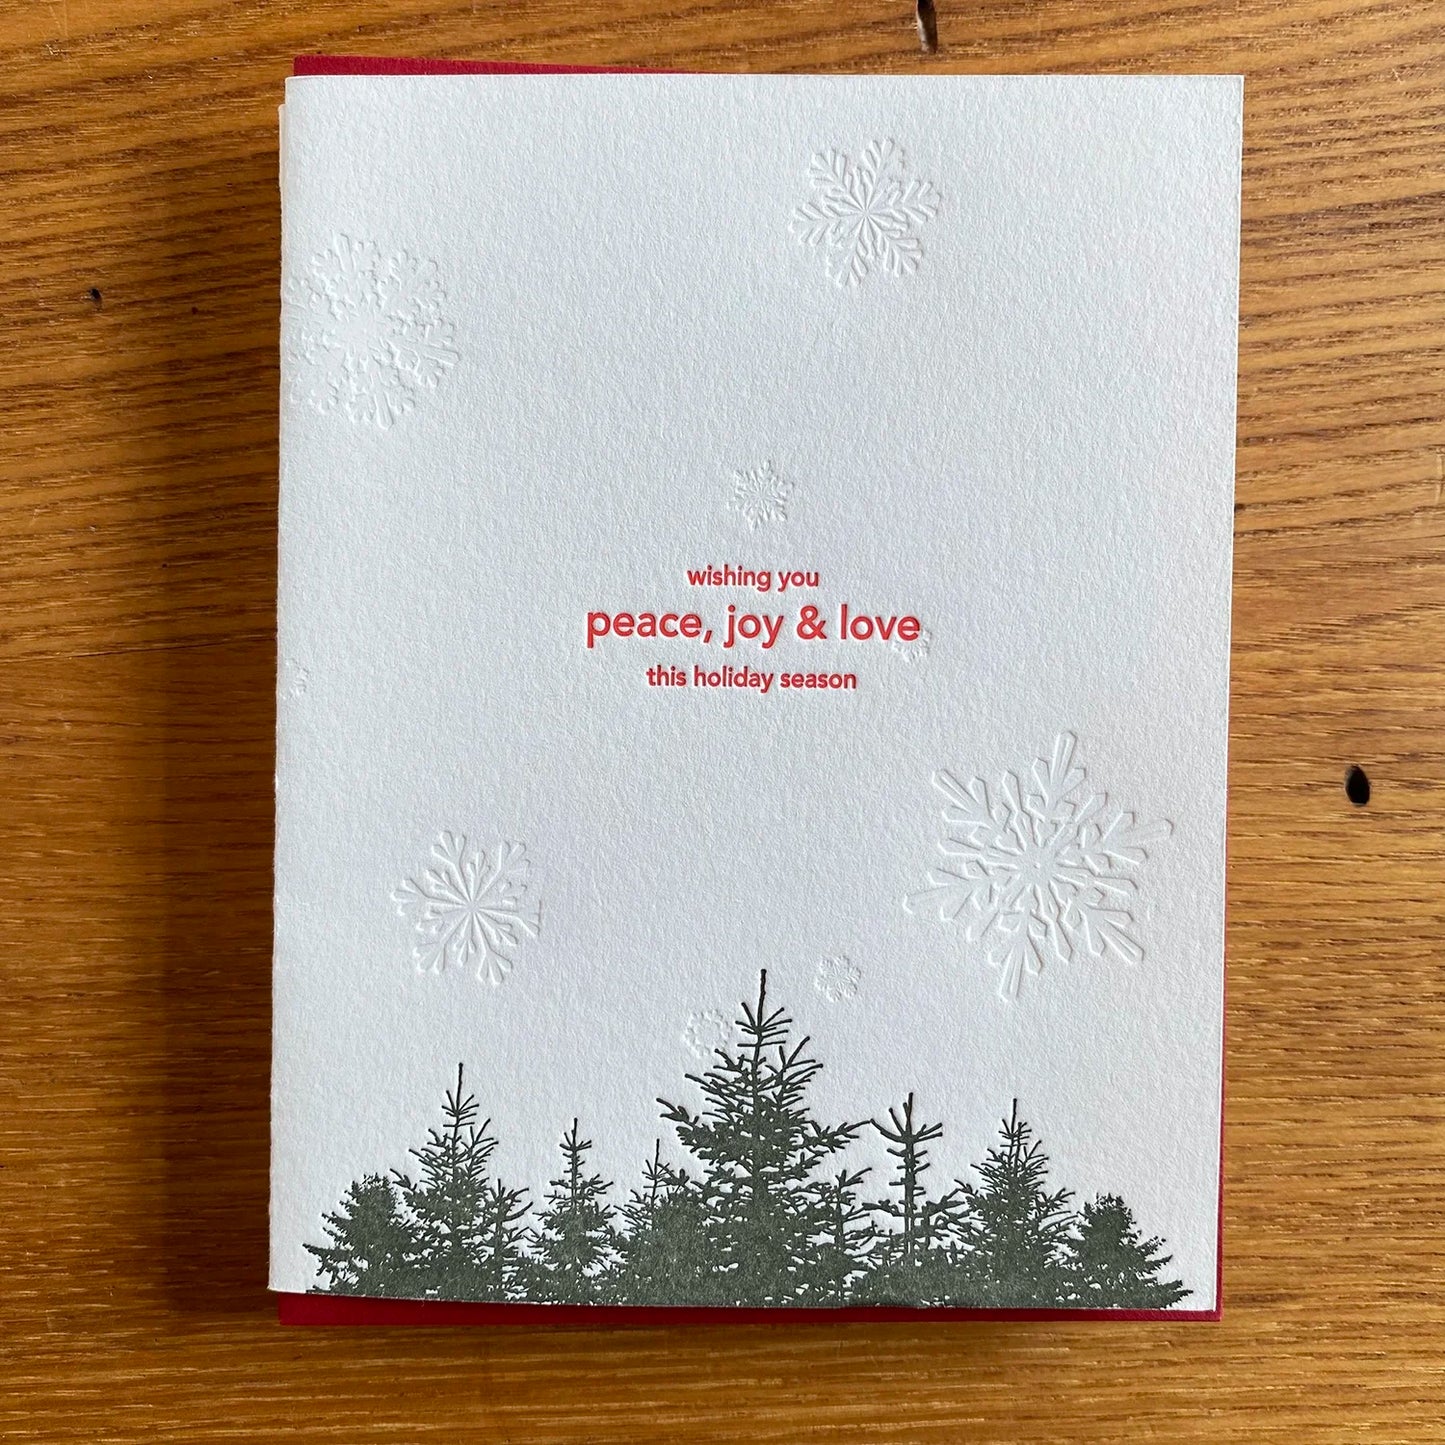 wishing you
peace, joy & love
this holiday season